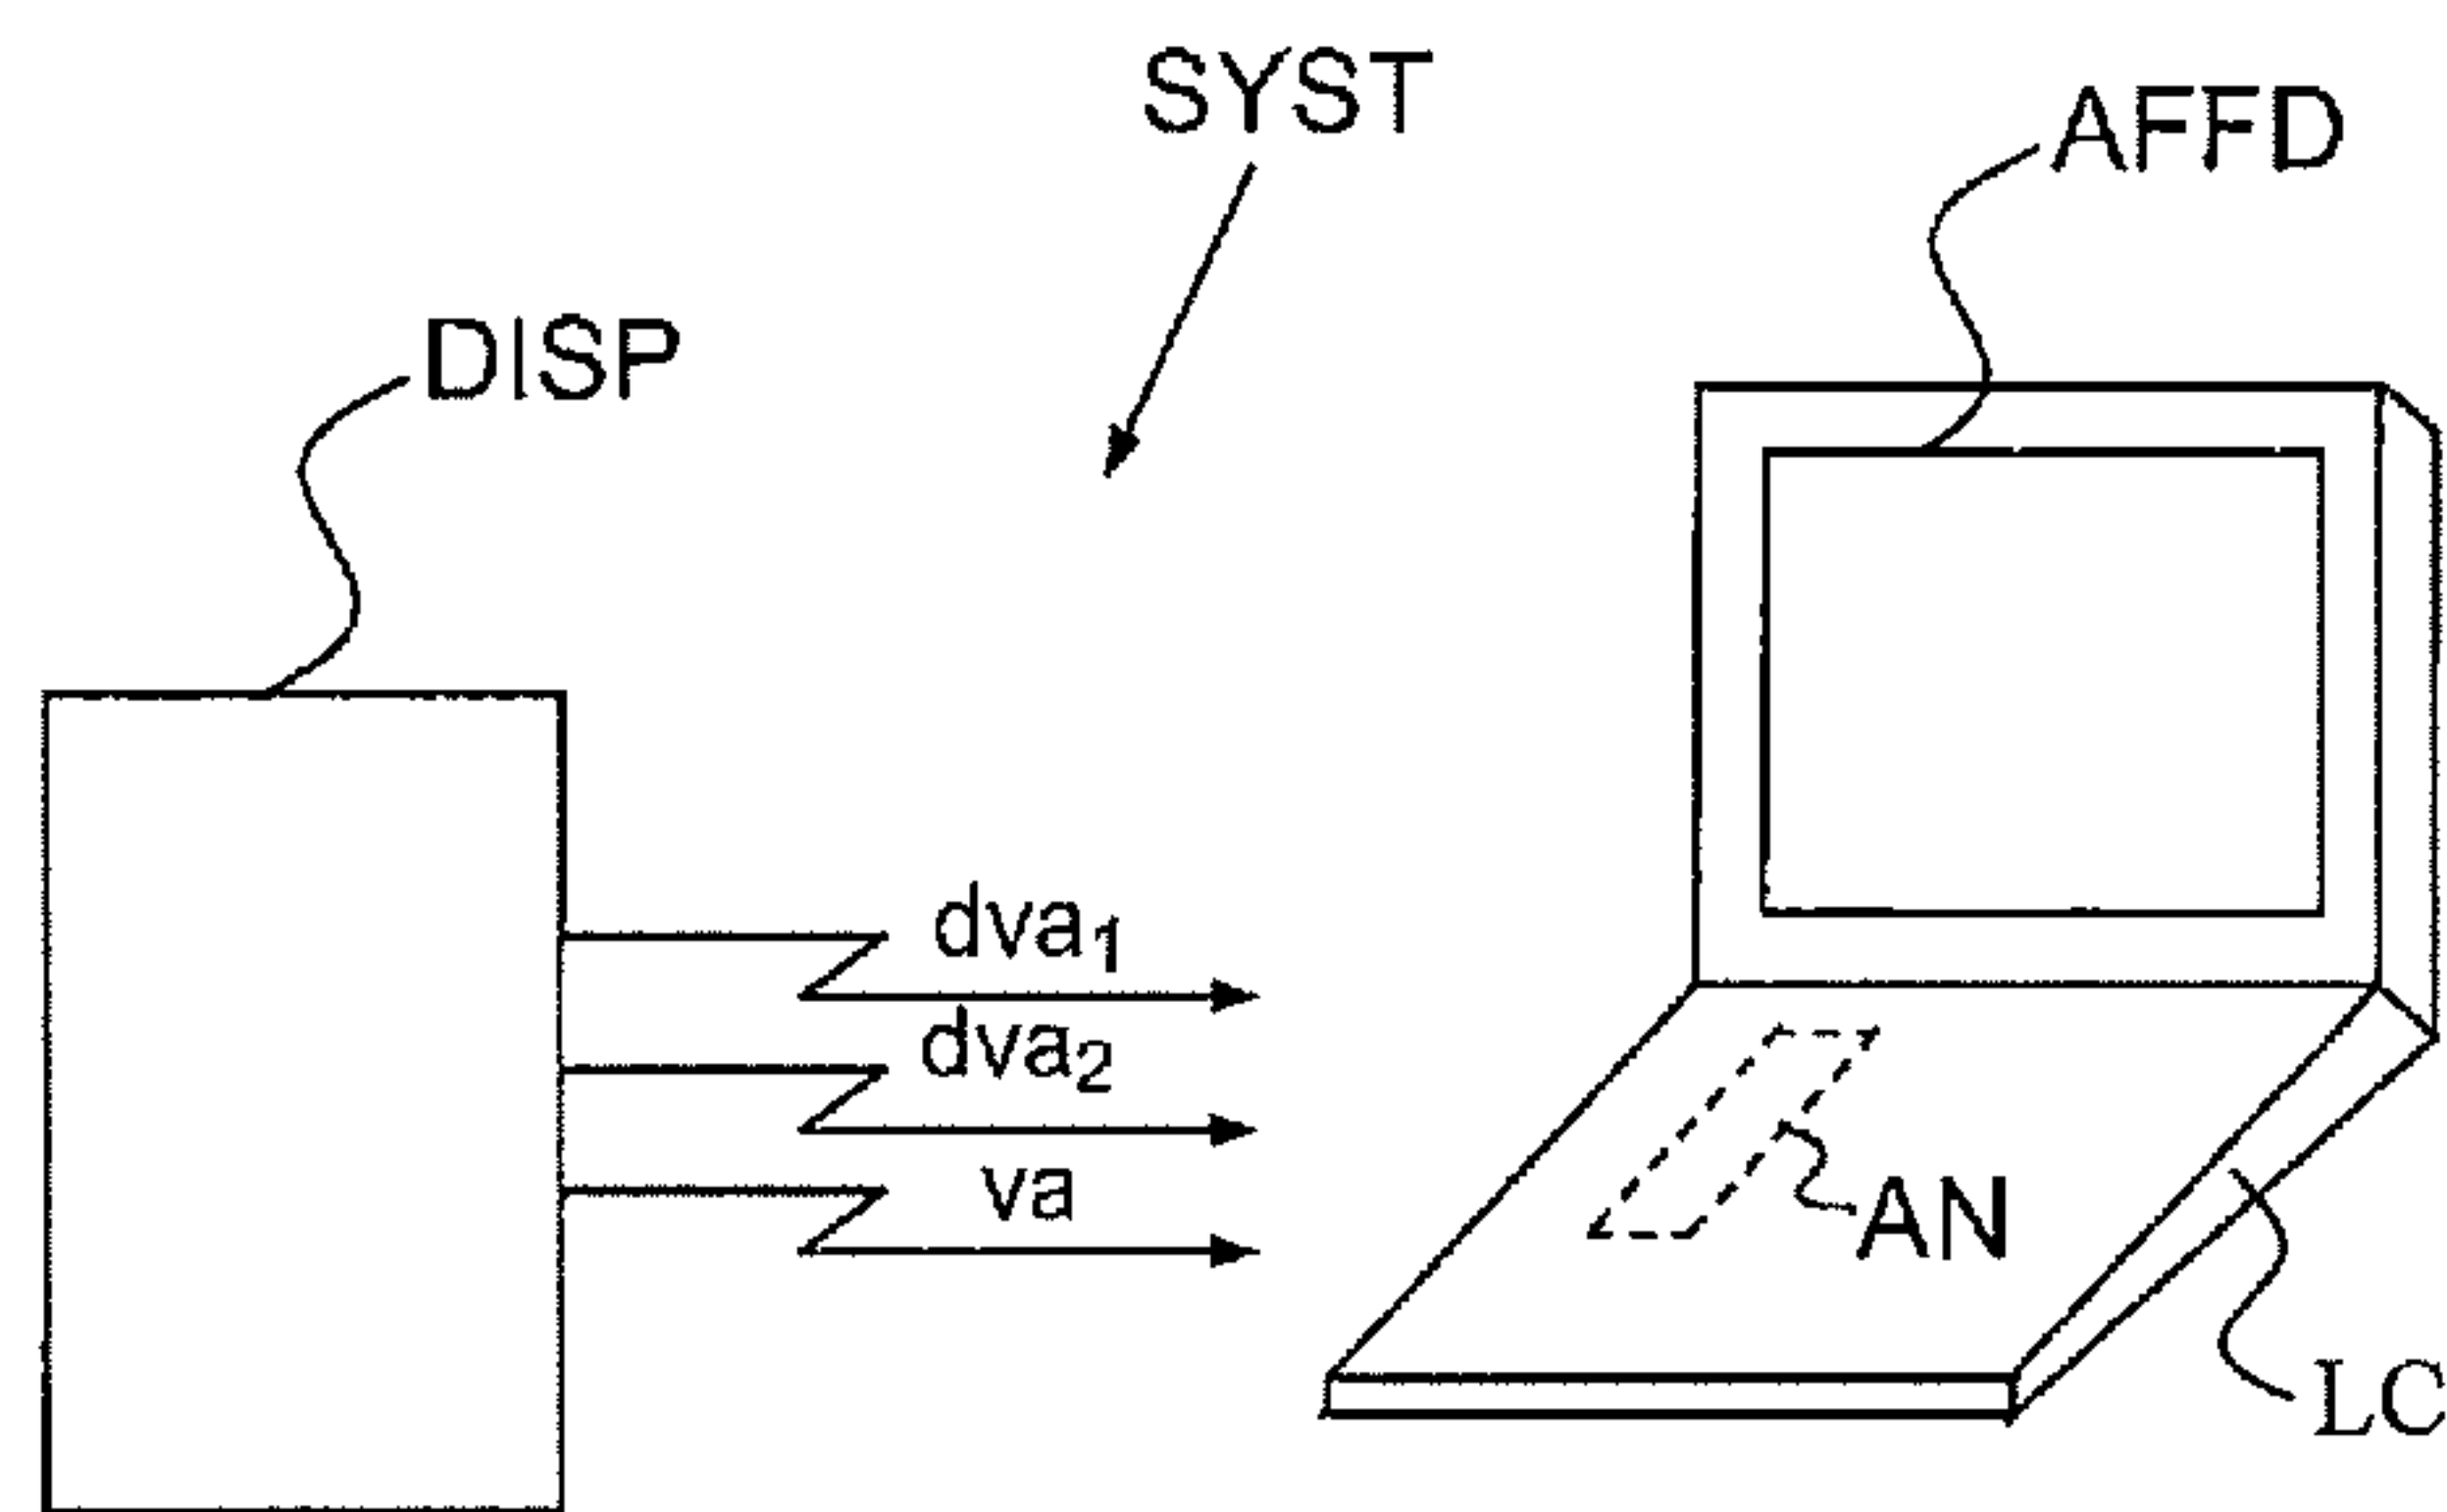 SYST
AFFD
DISP
dva1
dva2
va
AN
LC